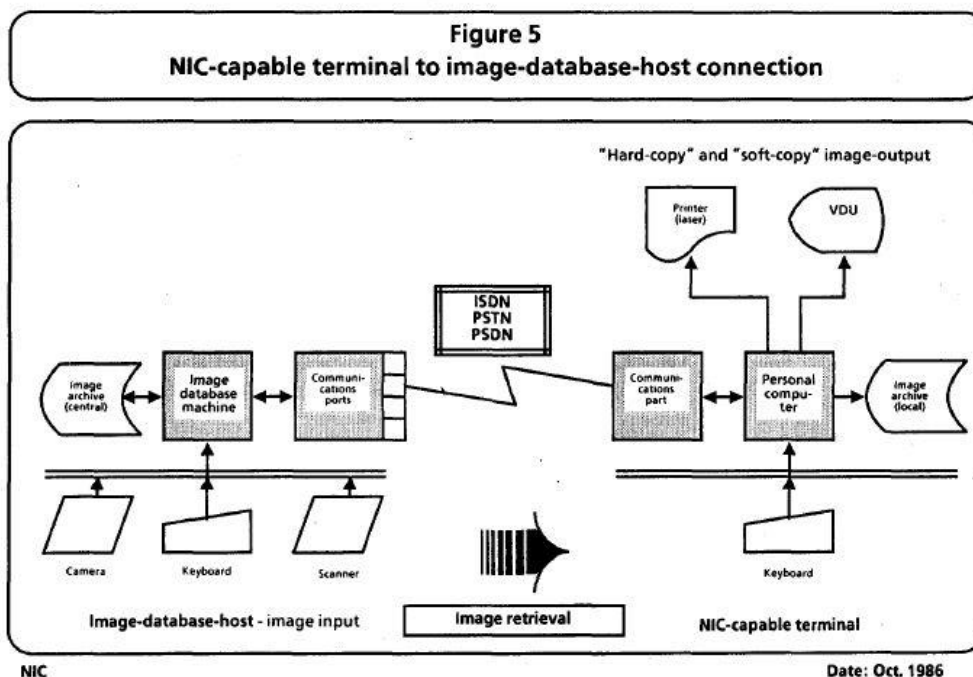 Figure 5
NIC-capable terminal to image-database-host connection
"Hard-copy" and "soft-copy" image-output
Printer
(laser)
VDU
ISDN
PSTN
PSDN
Image
archive
(central)
Image
database
machine
Communi-
cations
ports
Communi-
cations
part
Personal
compu-
ter
Image
archive
(local)
Camera
Keyboard
Scanner
Keyboard
Image-database-host - image input
Image retrieval
NIC-capable terminal
NIC
Date: Oct. 1986